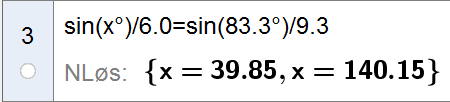 3
sin(x°)/6.0=sin(83.3°)/9.3
NLøs: {x = 39.85, x = 140.15}